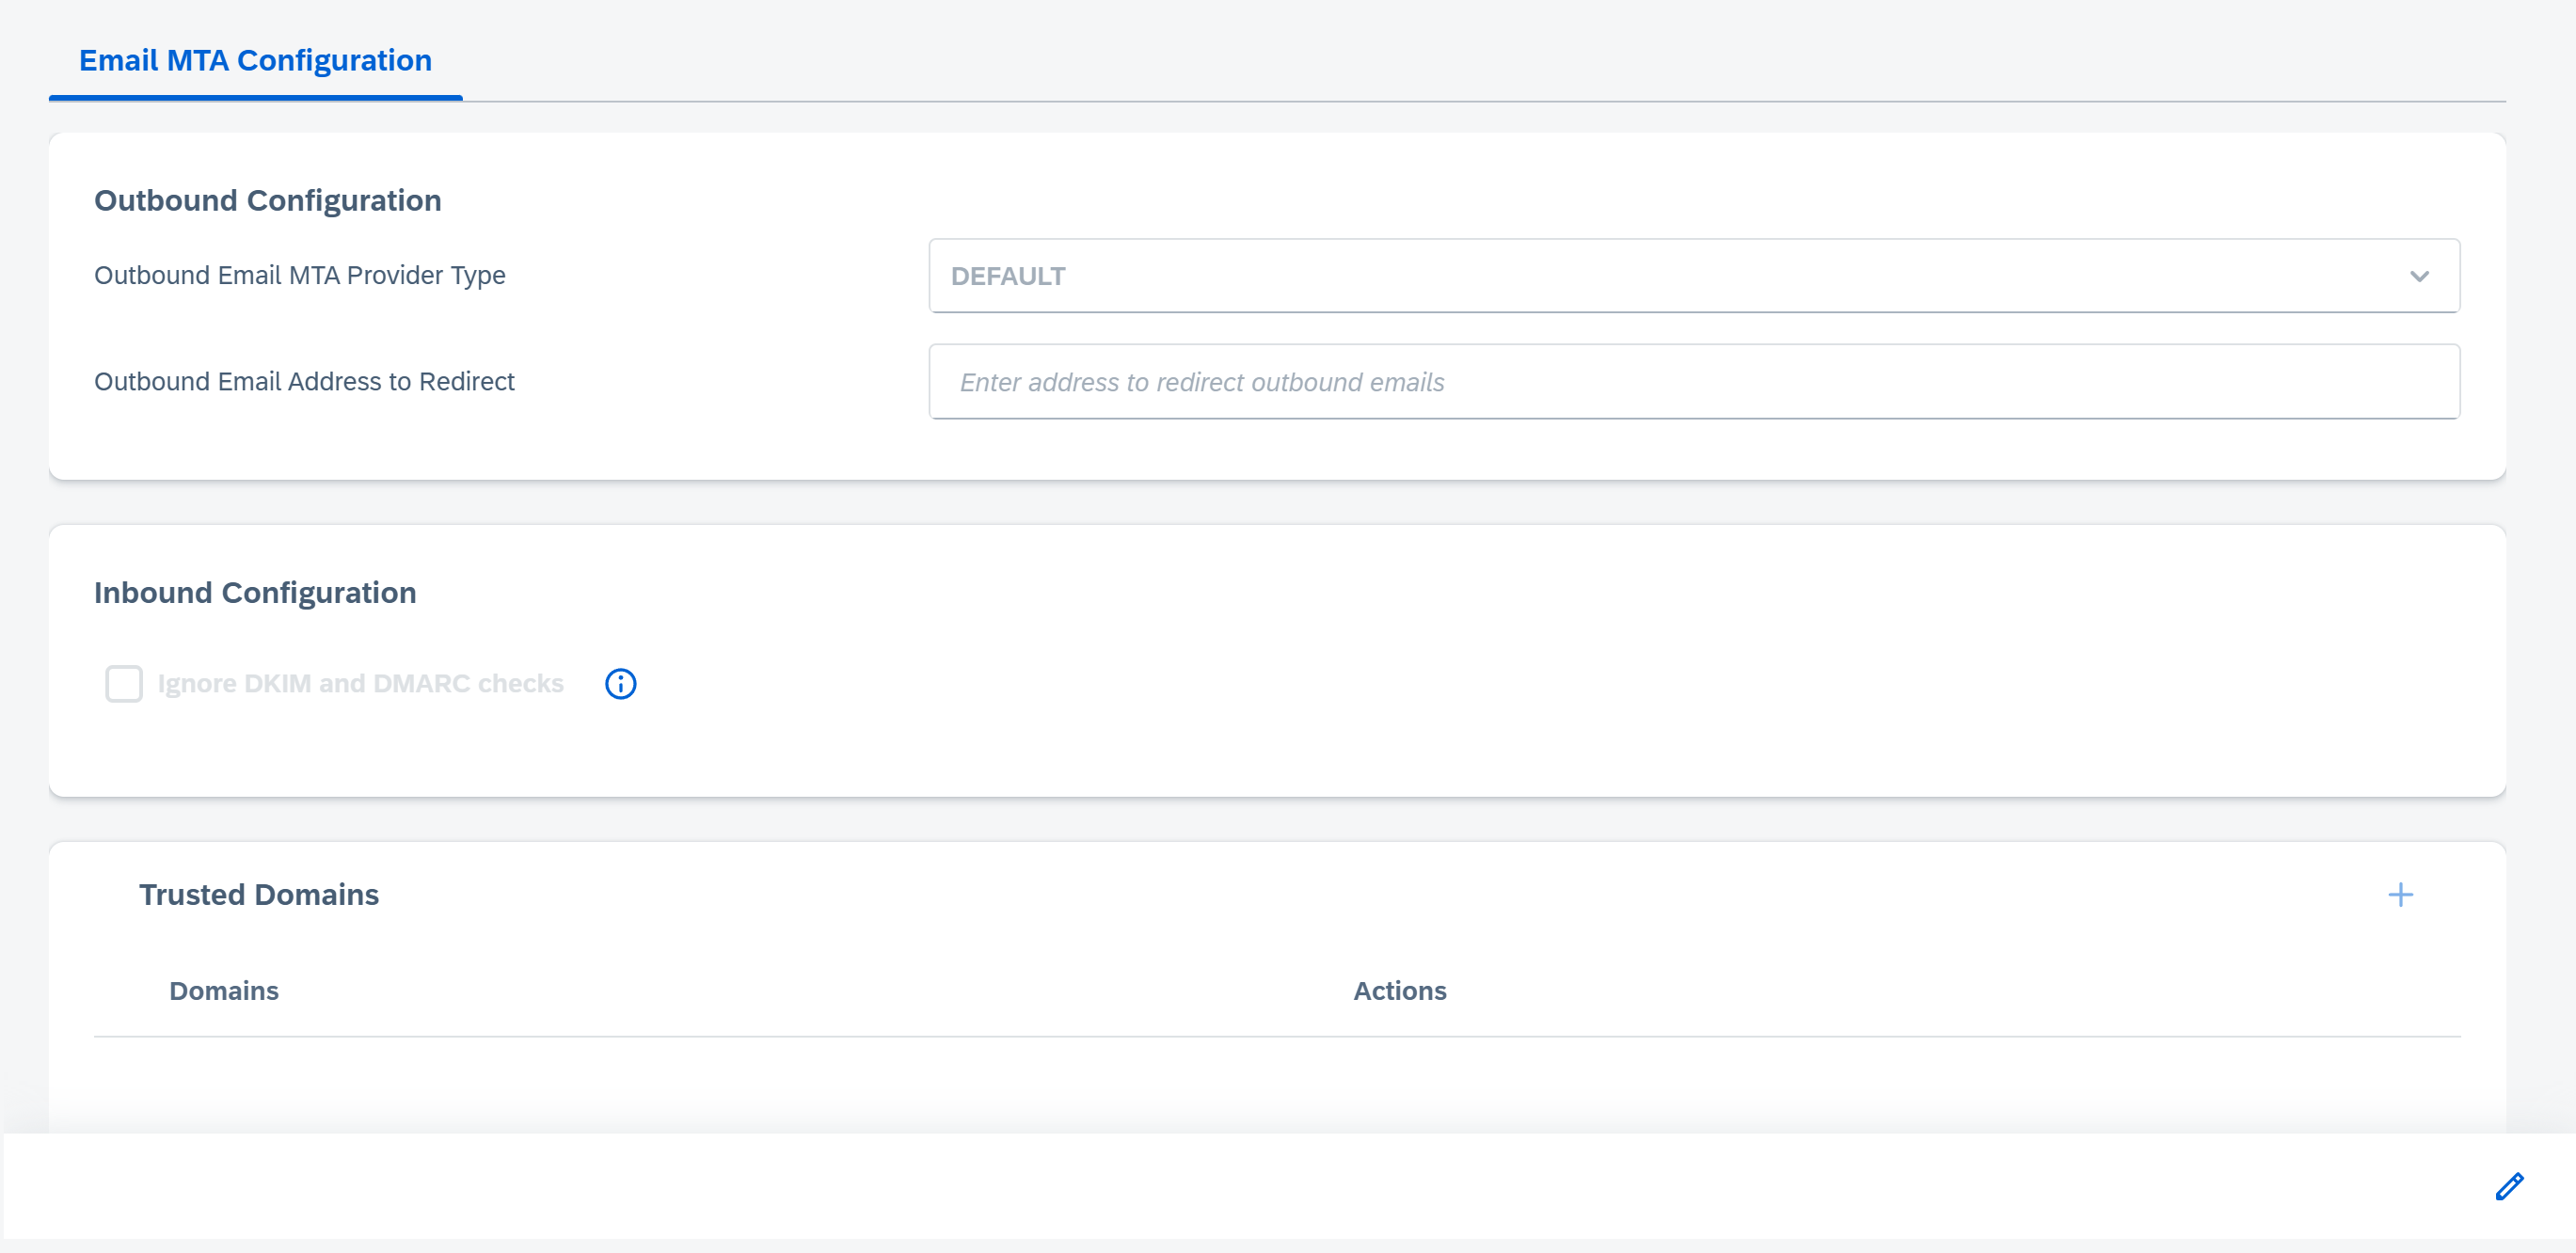 Email MTA Configuration
Outbound Configuration
Outbound Email MTA Provider Type
DEFAULT
Outbound Email Address to Redirect
Enter address to redirect outbound emails
Inbound Configuration
Ignore DKIM and DMARC checks
Trusted Domains
Domains Actions